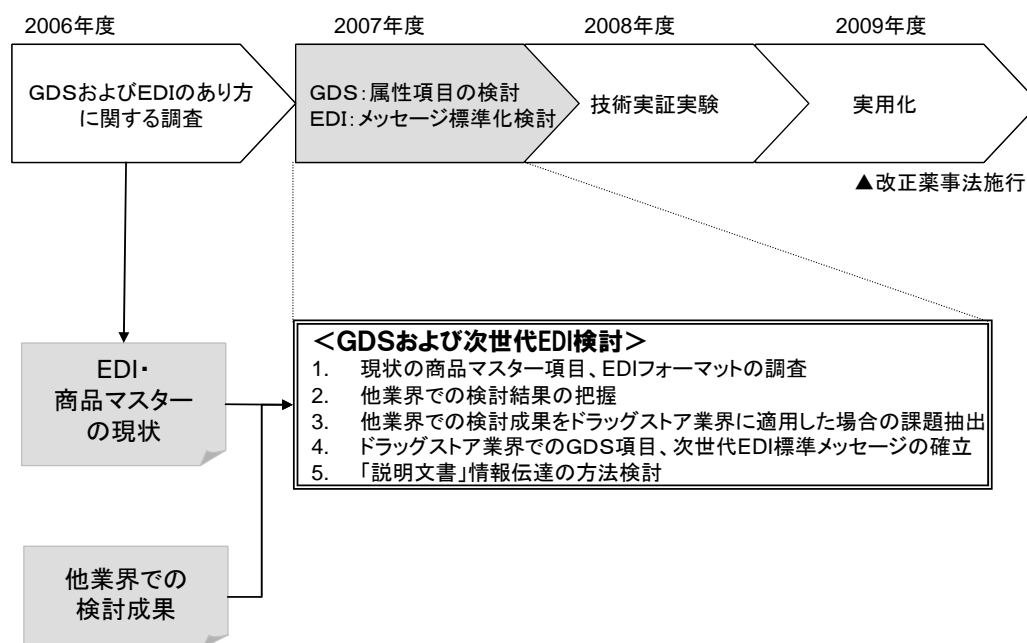 2006年度
2007年度
2008年度
2009年度
GDSおよびEDIのあり方
に関する調査
GDS:属性項目の検討
EDI:メッセージ標準化検討
技術実証実験
実用化
▲改正薬事法施行
EDI・
商品マスター
の現状
他業界での
検討成果
<GDSおよび次世代EDI検討>
1. 現状の商品マスター項目、EDIフォーマットの調査
2. 他業界での検討結果の把握
3. 他業界での検討成果をドラッグストア業界に適用した場合の課題抽出
4. ドラッグストア業界でのGDS項目、次世代EDI標準メッセージの確立
5. 「説明文書」情報伝達の方法検討